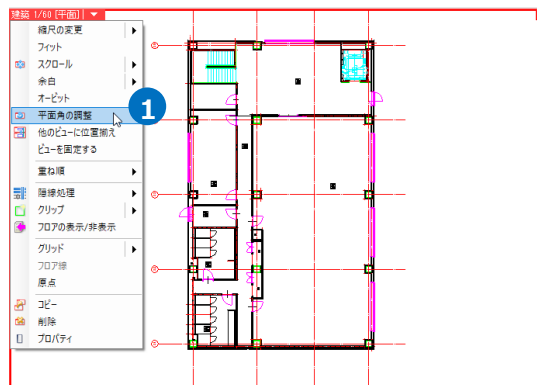 建築 1/60 [平面]
縮尺の変更
フィット
スクロール
余白
オービット
平面角の調整
1
他のビューに位置揃え
ビューを固定する
重ね順
隠線処理
クリップ
フロアの表示/非表示
グリッド
フロア線
原点
コピー
削除
プロパティ